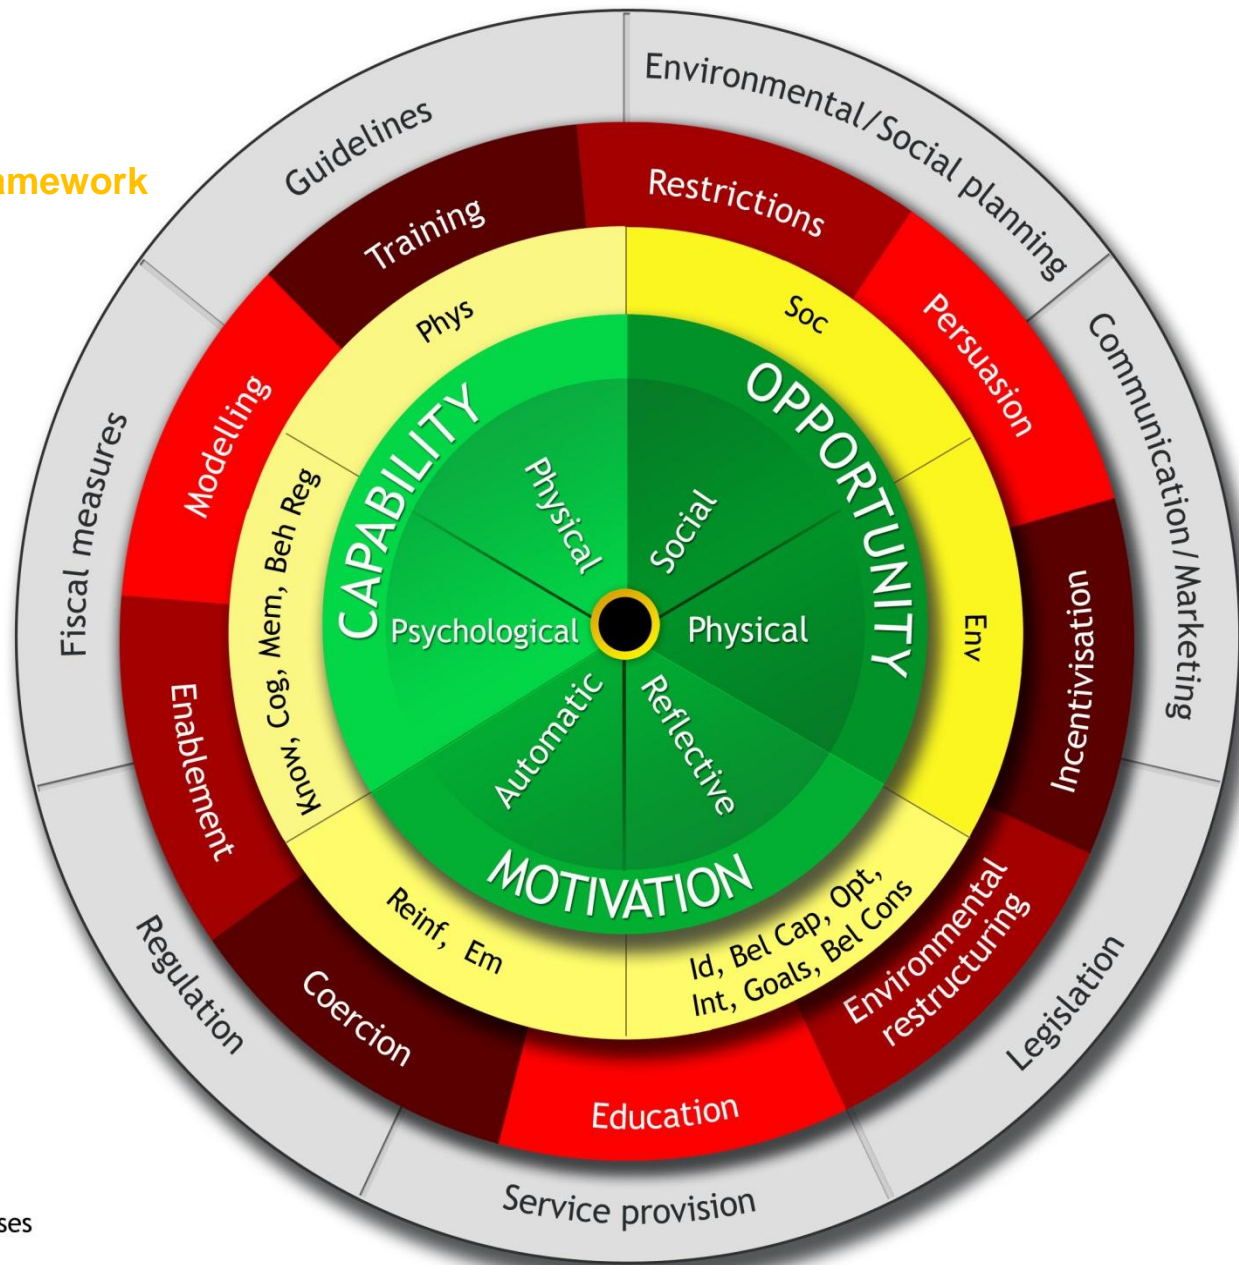 amework
Guidelines
Environmental/Social planning
Communication/Marketing
Legislation
Service provision
Regulation
Fiscal measures
Training
Restrictions
Persuasion
Incentivisation
Environmental
restructuring
Education
Coercion
Enablement
Modelling
Phys
Soc
Env
Id, Bel Cap, Opt,
Int, Goals, Bel Cons
Reinf, Em
Know, Cog, Mem, Beh Reg
CAPABILITY
OPPORTUNITY
MOTIVATION
Physical
Social
Physical
Reflective
Automatic
Psychological
ses